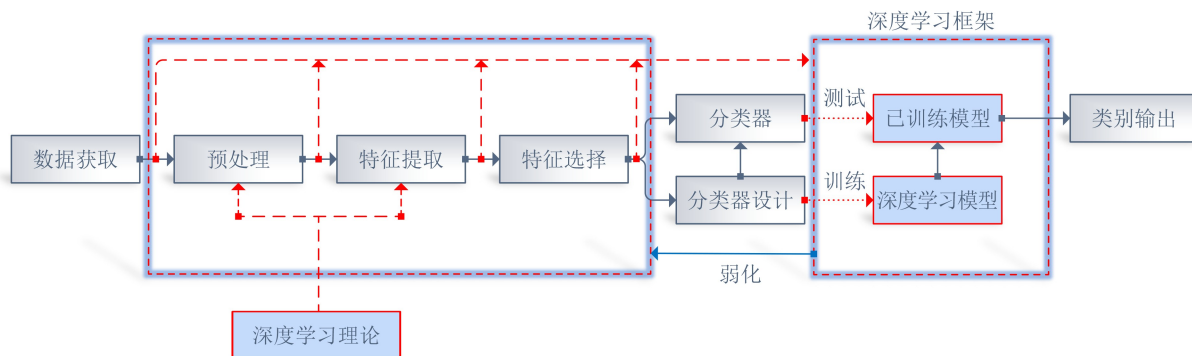 深度学习框架
数据获取
预处理
特征提取
特征选择
分类器
测试
已训练模型
类别输出
分类器设计
训练
深度学习模型
弱化
深度学习理论